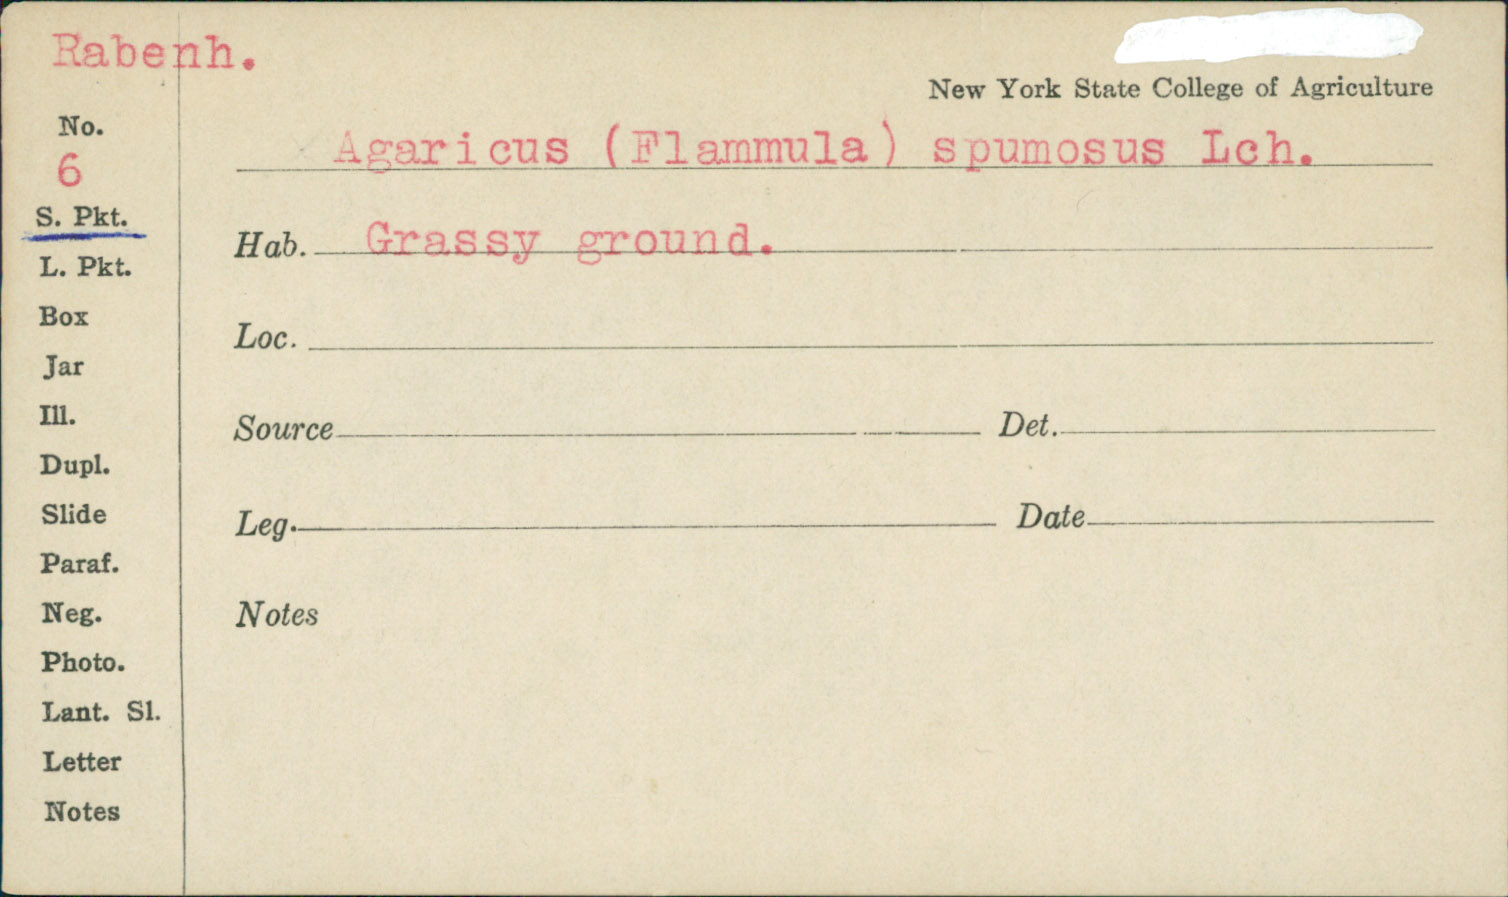 Rabenh.
New York State College of Agriculture
No.
6
Agaricus (Flammula) spumosus Lch.
S. Pkt.
Hab. Grassy ground.
L. Pkt.
Box
Loc.
Jar
Ill.
Source Det.
Dupl.
Slide
Leg. Date
Paraf.
Neg.
Notes
Photo.
Lant. Sl.
Letter
Notes